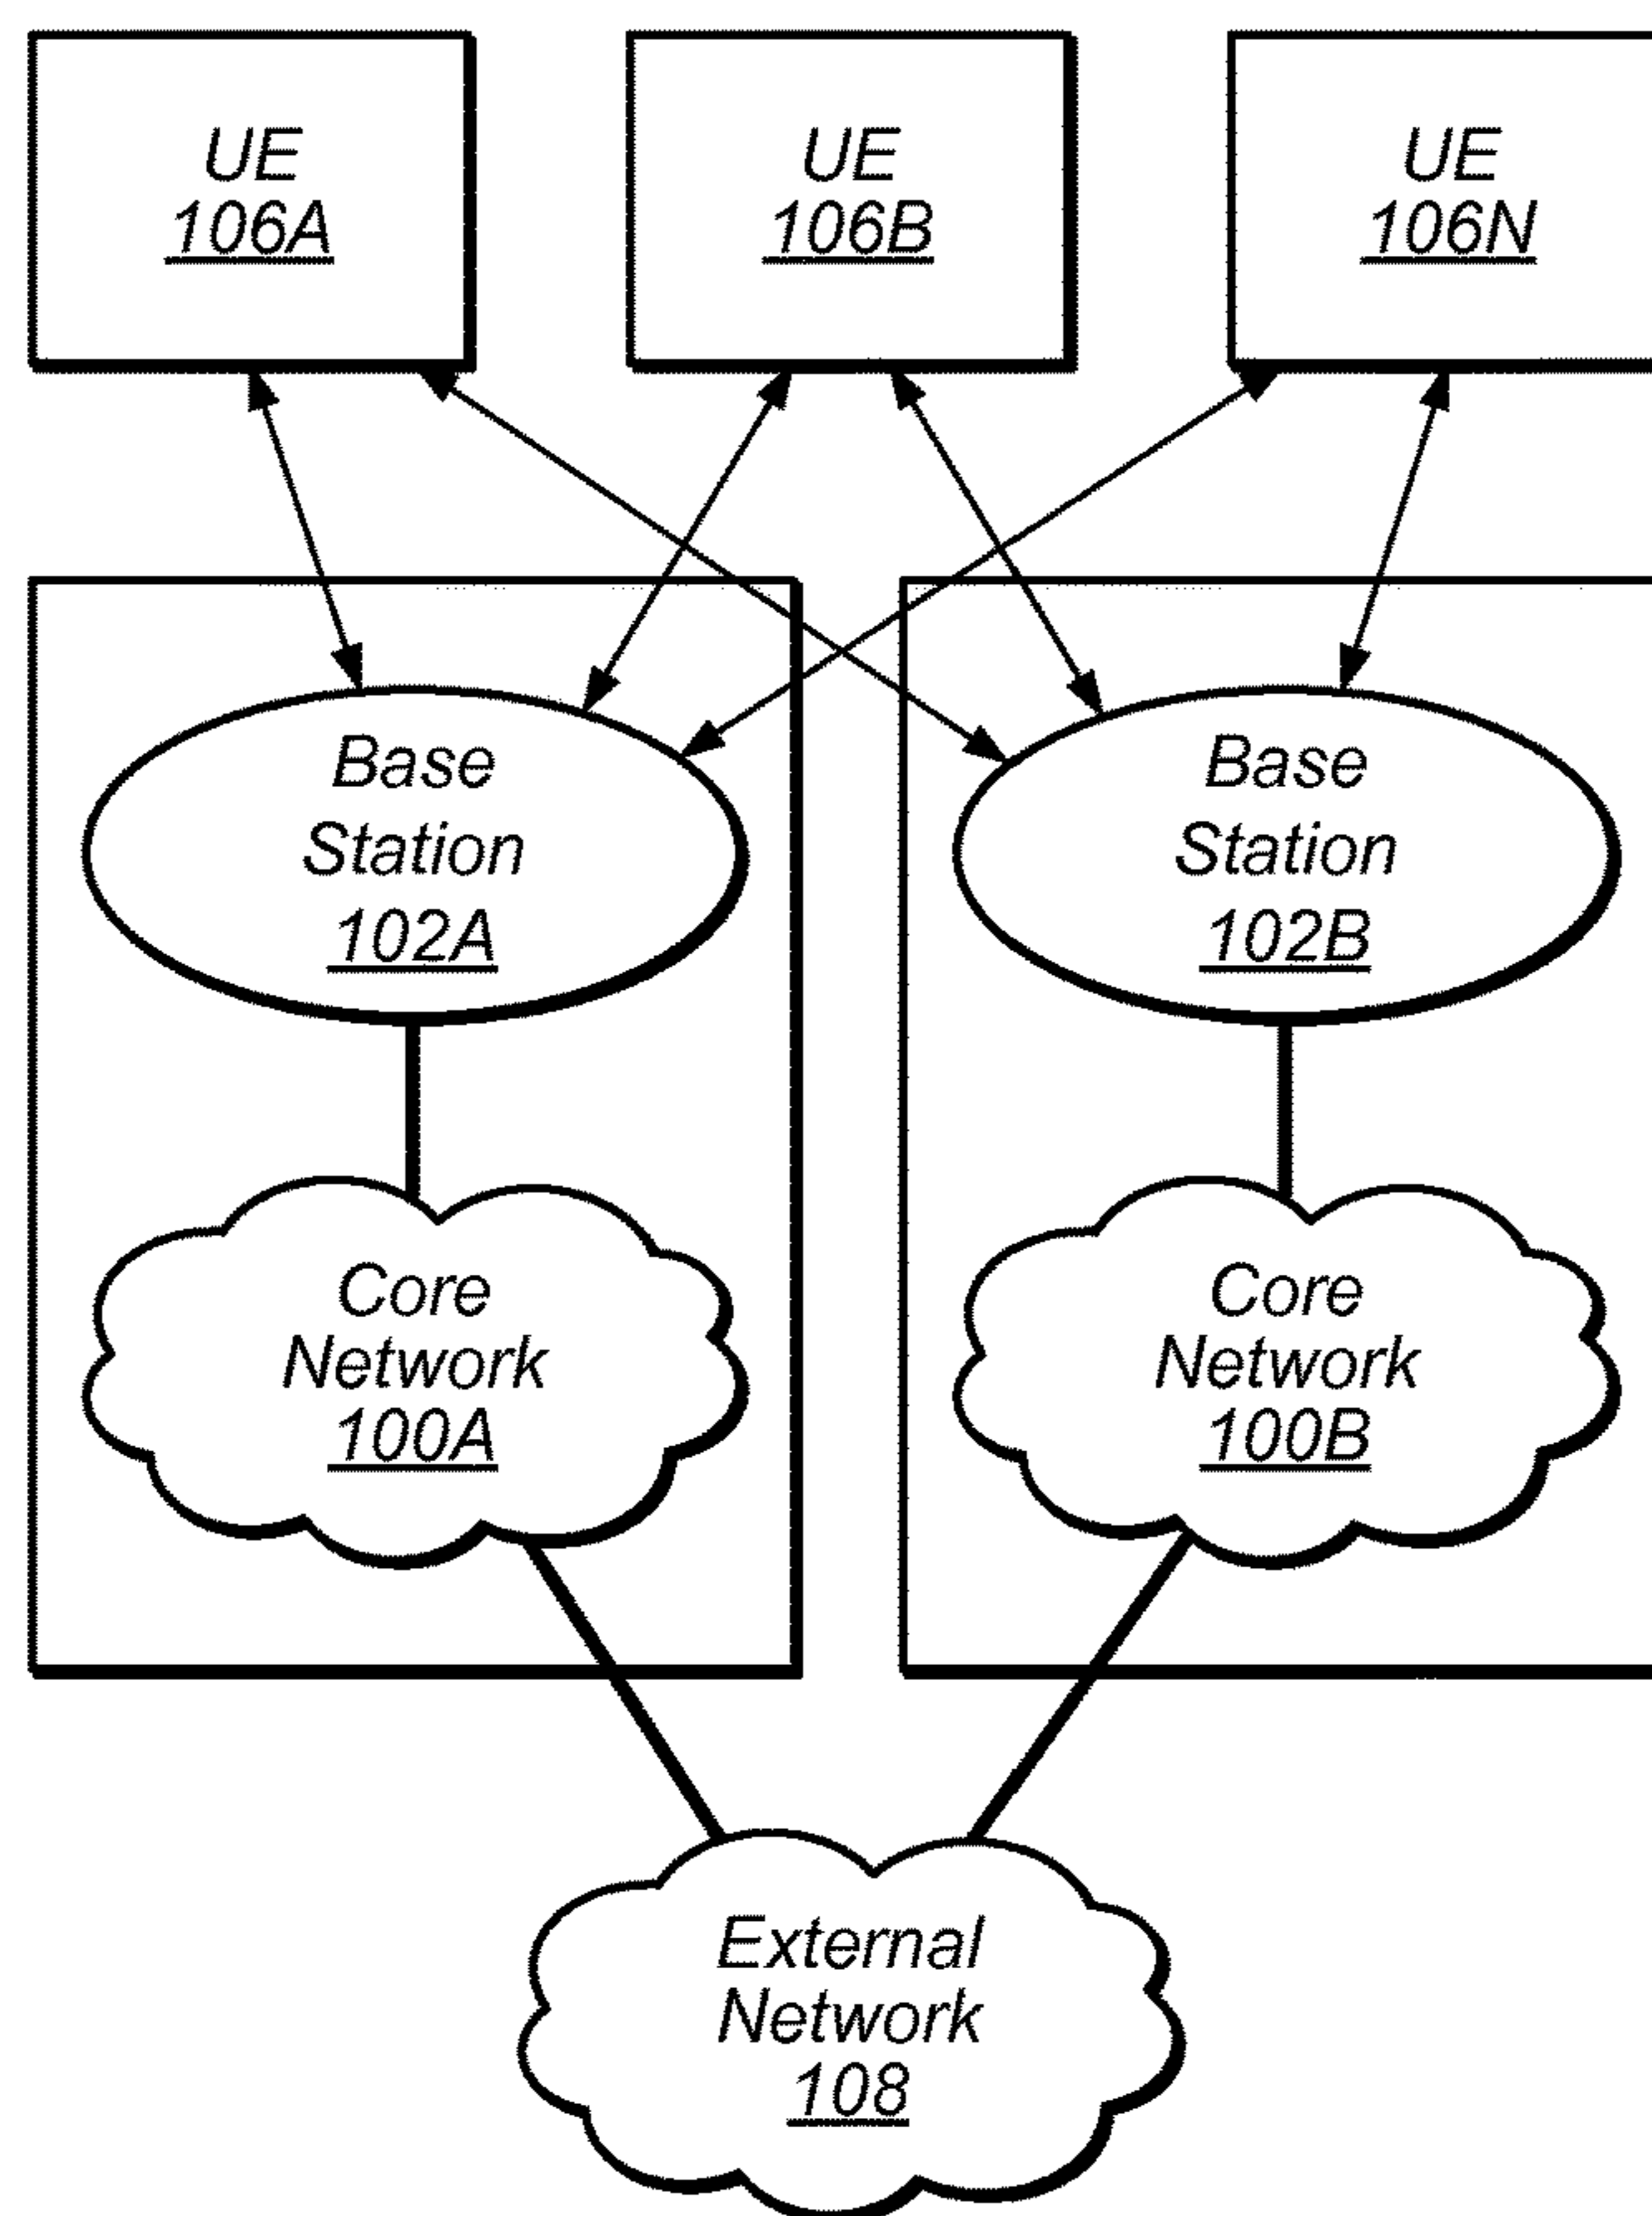 UE
106A
UE
106B
UE
106N
Base
Station
102A
Base
Station
102B
Core
Network
100A
Core
Network
100B
External
Network
108